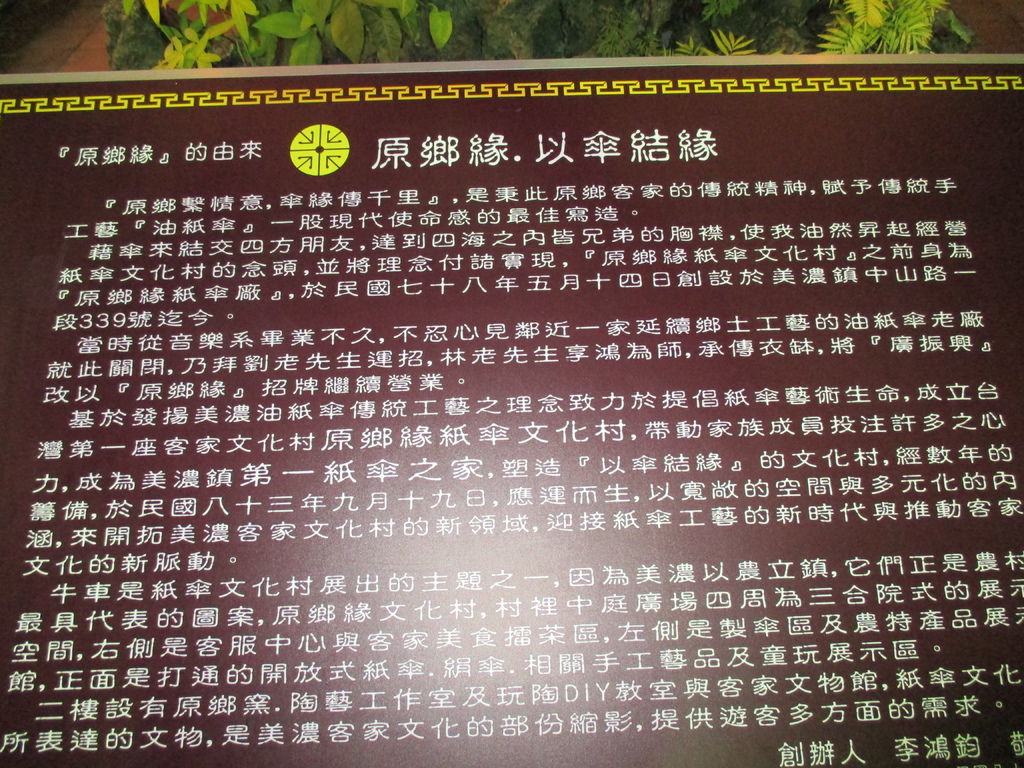 『原鄉緣』的由來 原鄉緣.以傘結緣
『原鄉繫情意,傘緣傳千里』,是秉此原鄉客家的傳統精神,賦予傳統手
工藝『油紙傘』一股現代使命感的最佳寫造。
藉傘來結交四方朋友,達到四海之內皆兄弟的胸襟,使我油然昇起經營
紙傘文化村的念頭,並將理念付諸實現,『原鄉緣紙傘文化村』之前身為
『原鄉緣紙傘廠』,於民國七十八年五月十四日創設於美濃鎮中山路一
段339號迄今。
當時從音樂系畢業不久,不忍心見鄰近一家延續鄉土工藝的油紙傘老廠
就此關閉,乃拜劉老先生運招,林老先生享鴻為師,承傳衣缽,將『廣振興』
改以『原鄉緣』招牌繼續營業。
基於發揚美濃油紙傘傳統工藝之理念致力於提倡紙傘藝術生命,成立台
灣第一座客家文化村原鄉緣紙傘文化村,帶動家族成員投注許多之心
力,成為美濃鎮第一紙傘之家.塑造『以傘結緣』的文化村,經數年的
籌備,於民國八十三年九月十九日,應運而生,以寬敞的空間與多元化的內
涵,來開拓美濃客家文化村的新領域,迎接紙傘工藝的新時代與推動客家
文化的新脈動。
牛車是紙傘文化村展出的主題之一,因為美濃以農立鎮,它們正是農村
最具代表的圖案,原鄉緣文化村,村裡中庭廣場四周為三合院式的展示
空間,右側是客服中心與客家美食擂茶區,左側是製傘區及農特產品展示
館,正面是打通的開放式紙傘.絹傘.相關手工藝品及童玩展示區。
二樓設有原鄉窯.陶藝工作室及玩陶DIY教室與客家文物館,紙傘文化
所表達的文物,是美濃客家文化的部份縮影,提供遊客多方面的需求。
創辦人 李鴻鈞 敬